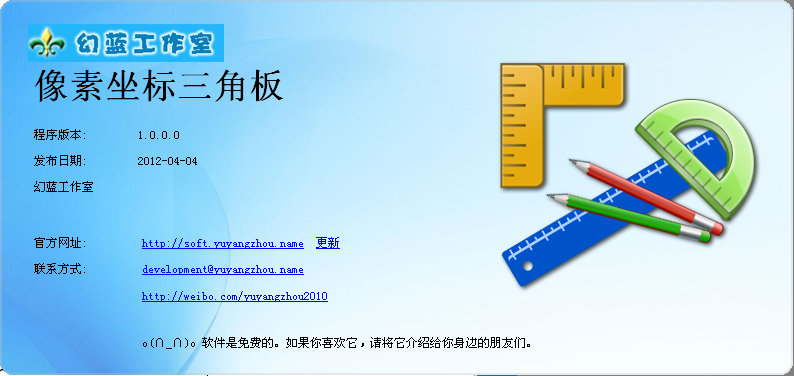 幻蓝工作室
像素坐标三角板
程序版本: 1.0.0.0
发布日期: 2012-04-04
幻蓝工作室
官方网址: http://soft.yuyangzhou.name 更新
联系方式: development@yuyangzhou.name
http://weibo.com/yuyangzhou2010
o(∩_∩)o 软件是免费的。如果你喜欢它，请将它介绍给你身边的朋友们。